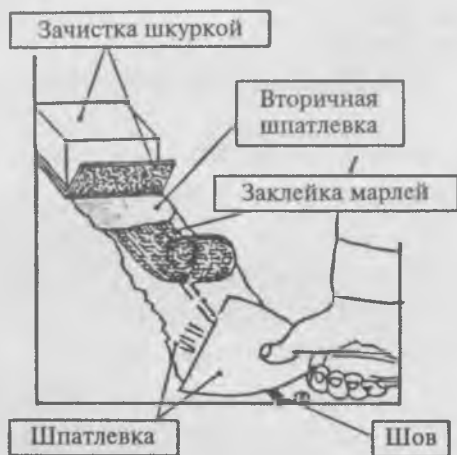 Зачистка шкуркой
Вторичная
шпатлевка
Заклейка марлей
Шпатлевка
Шов